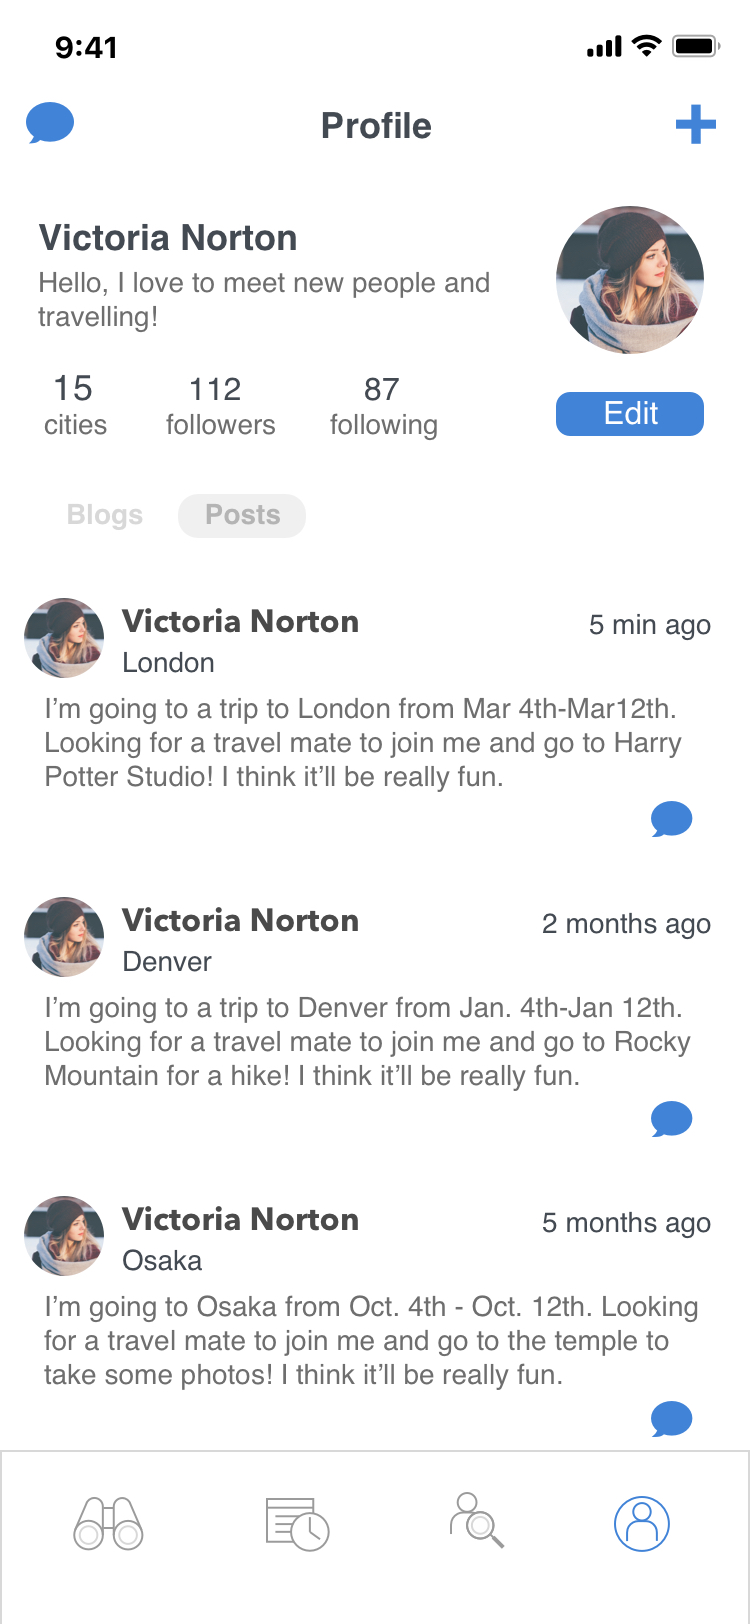 9:41
Profile
Victoria Norton
Hello, I love to meet new people and
travelling!
15 112 87
cities followers following
Edit
Blogs Posts
Victoria Norton 5 min ago
London
I’m going to a trip to London from Mar 4th-Mar12th.
Looking for a travel mate to join me and go to Harry
Potter Studio! I think it’ll be really fun.
Victoria Norton 2 months ago
Denver
I’m going to a trip to Denver from Jan. 4th-Jan 12th.
Looking for a travel mate to join me and go to Rocky
Mountain for a hike! I think it’ll be really fun.
Victoria Norton 5 months ago
Osaka
I’m going to Osaka from Oct. 4th - Oct. 12th. Looking
for a travel mate to join me and go to the temple to
take some photos! I think it’ll be really fun.